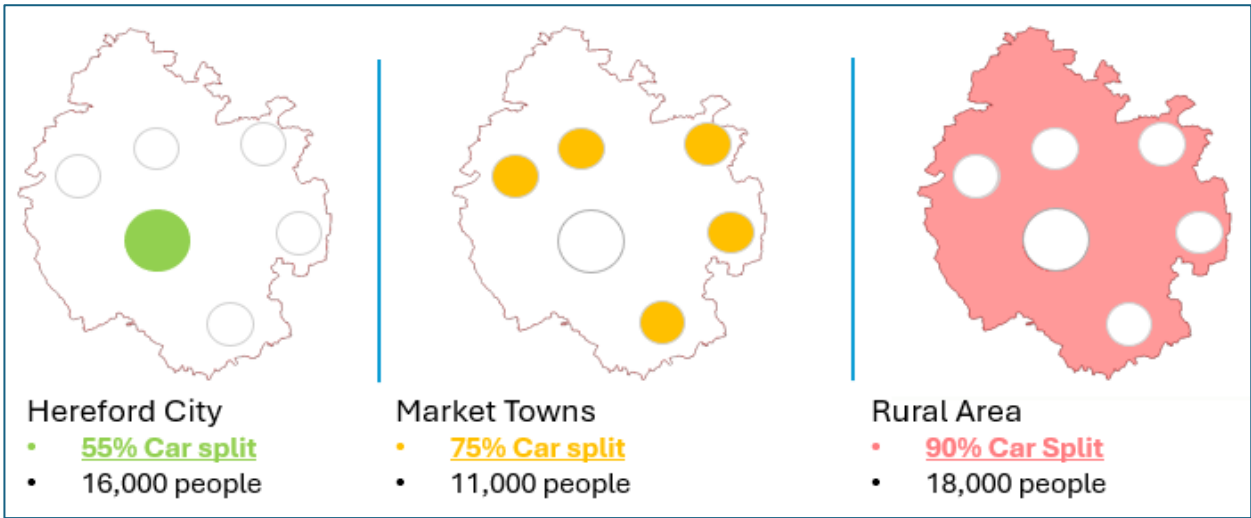 Hereford City
• 55% Car split
• 16,000 people
Market Towns
• 75% Car split
• 11,000 people
Rural Area
• 90% Car Split
• 18,000 people